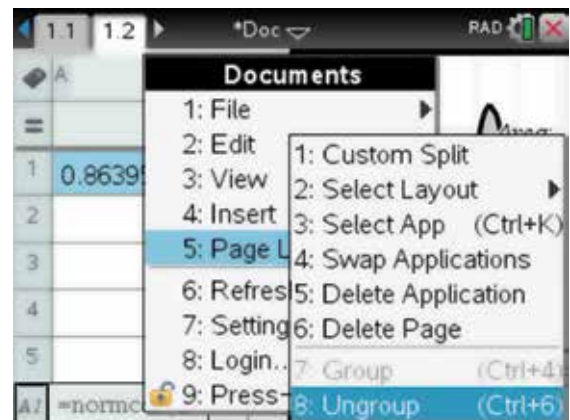 1.1 1.2 *Doc RAD
A
=
Documents
1: File
2: Edit
3: View
4: Insert
5: Page L
6: Refres
7: Setting
8: Login..
9: Press-
1: Custom Split
2: Select Layout
3: Select App (Ctrl+K)
4: Swap Applications
5: Delete Application
6: Delete Page
7: Group (Ctrl+4)
8: Ungroup (Ctrl+6)
1 0.8639
2
3
4
5
A1 =normc